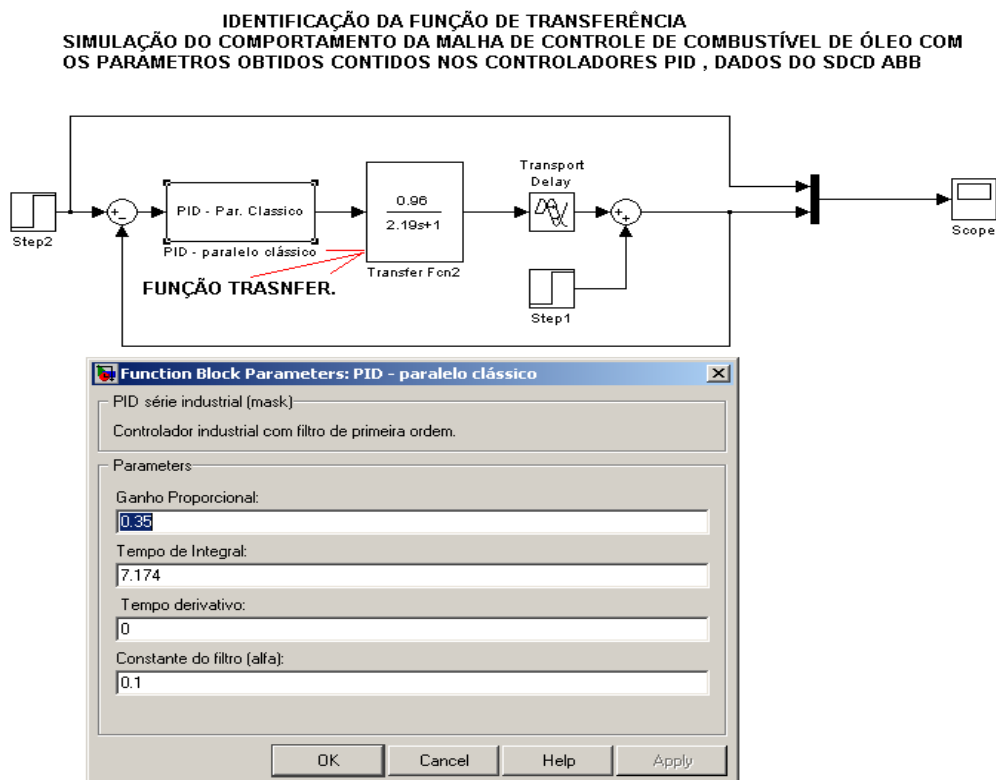 IDENTIFICAÇÃO DA FUNÇÃO DE TRANSFERÊNCIA
SIMULAÇÃO DO COMPORTAMENTO DA MALHA DE CONTROLE DE COMBUSTÍVEL DE ÓLEO COM
OS PARAMETROS OBTIDOS CONTIDOS NOS CONTROLADORES PID , DADOS DO SDCD ABB
Step2
PID - Par. Classico
PID - paralelo clássico
0.96
2.19s+1
Transfer Fcn2
Transport
Delay
Step1
Scope
FUNÇÃO TRASNFER.
Function Block Parameters: PID - paralelo clássico
PID série industrial (mask)
Controlador industrial com filtro de primeira ordem.
Parameters
Ganho Proporcional:
0.35
Tempo de Integral:
7.174
Tempo derivativo:
0
Constante do filtro (alfa):
0.1
OK
Cancel
Help
Apply